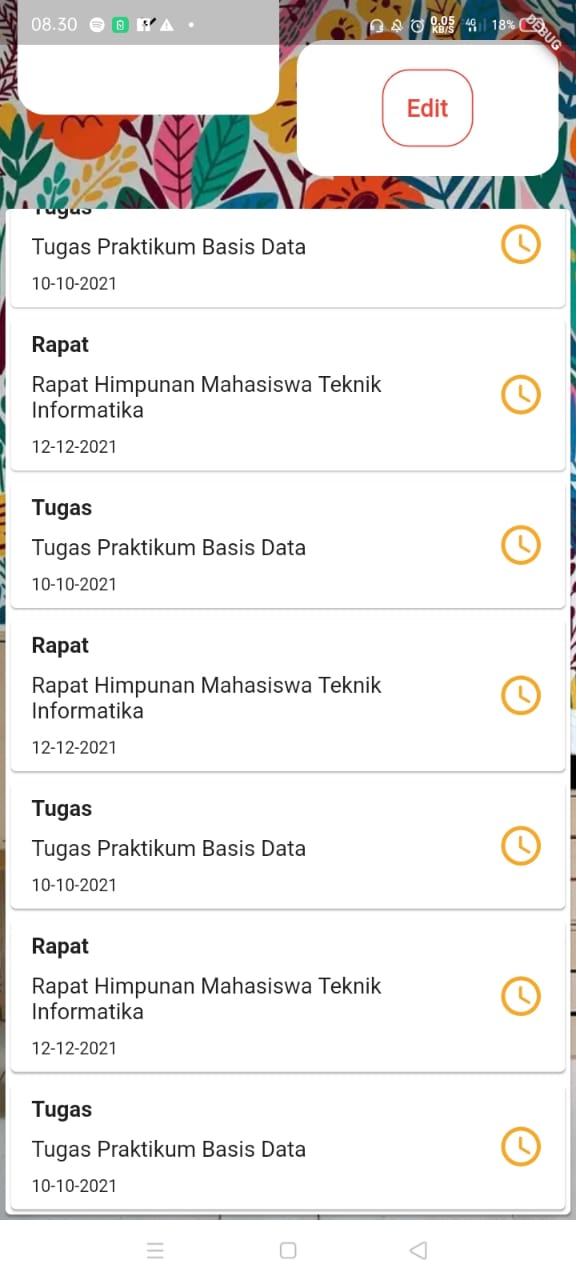 08.30
0.05
KB/S
4G
18%
DEBUG
Edit
Tugas
Tugas Praktikum Basis Data
10-10-2021
Rapat
Rapat Himpunan Mahasiswa Teknik
Informatika
12-12-2021
Tugas
Tugas Praktikum Basis Data
10-10-2021
Rapat
Rapat Himpunan Mahasiswa Teknik
Informatika
12-12-2021
Tugas
Tugas Praktikum Basis Data
10-10-2021
Rapat
Rapat Himpunan Mahasiswa Teknik
Informatika
12-12-2021
Tugas
Tugas Praktikum Basis Data
10-10-2021